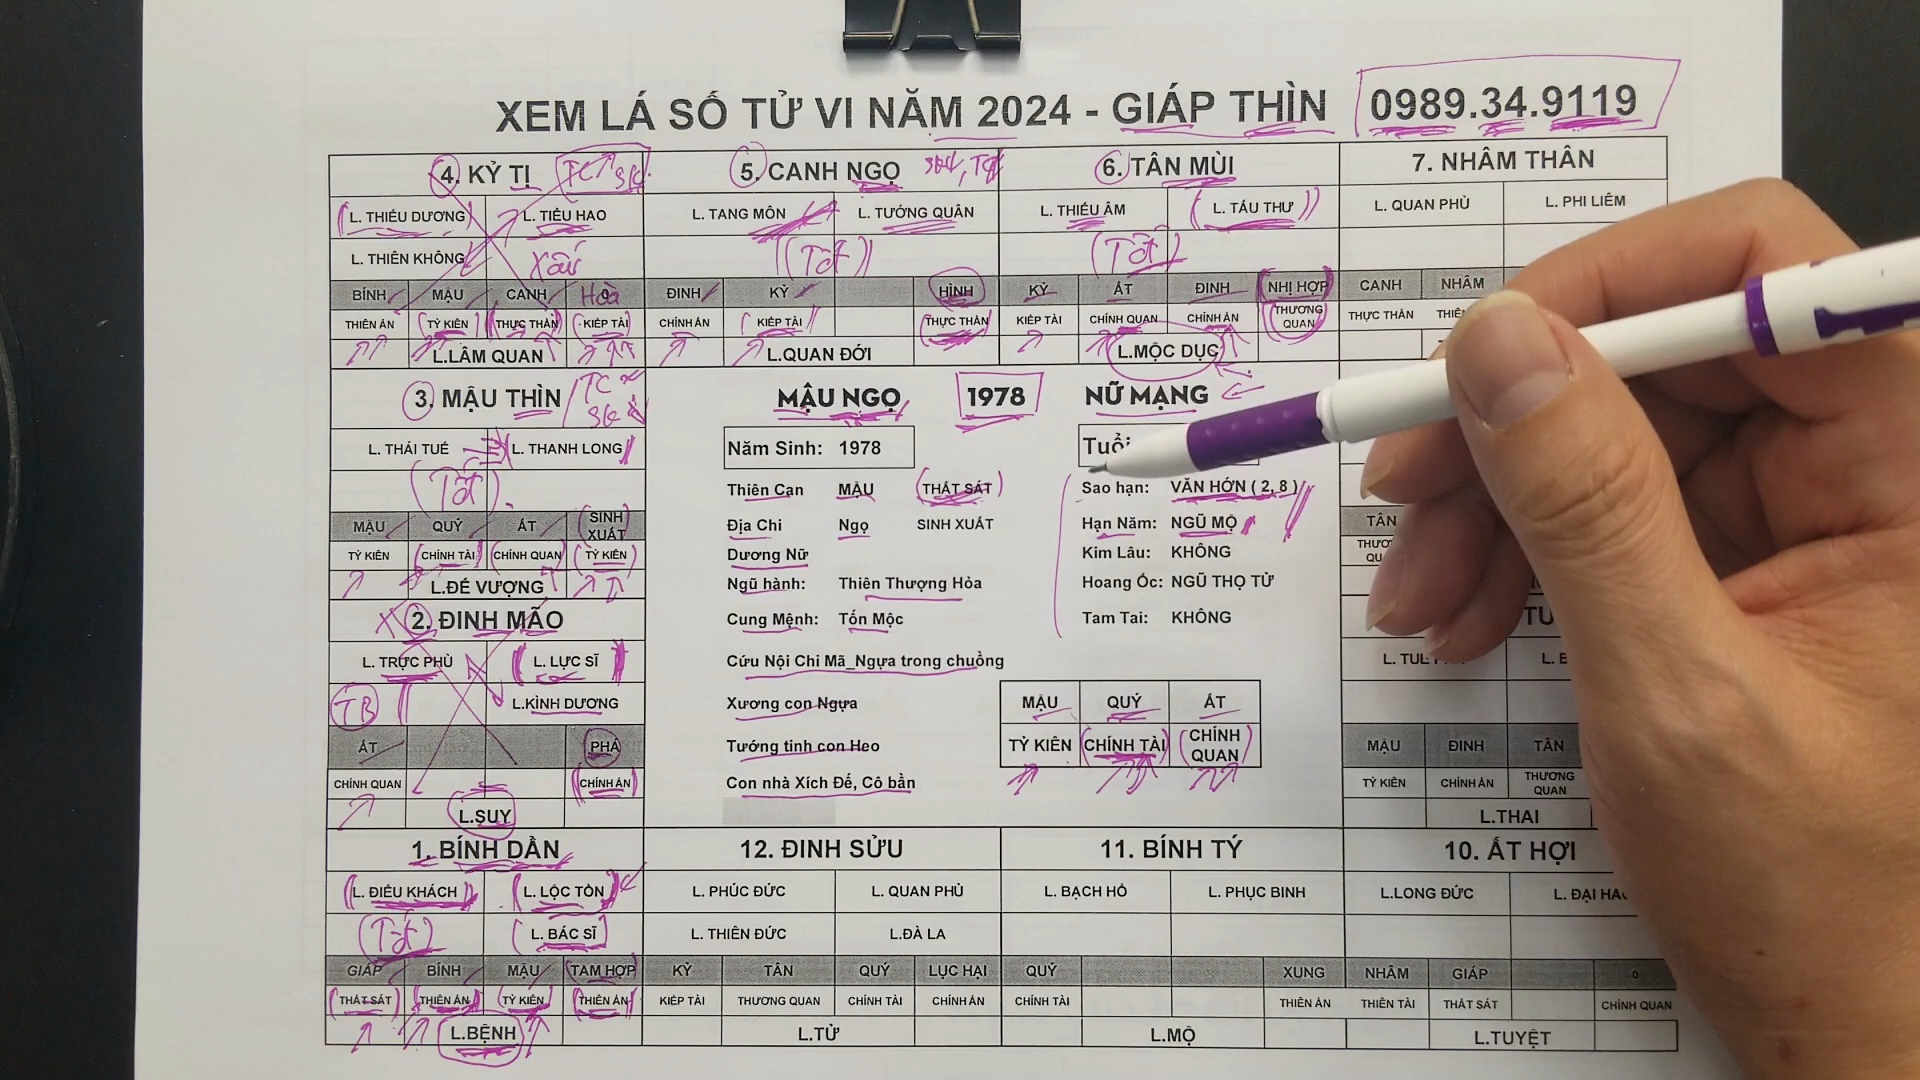 XEM LÁ SỐ TỬ VI NĂM 2024 - GIÁP THÌN 0989.34.9119
4. KỶ TỊ TC SK
L. THIẾU DƯƠNG L. TIỂU HAO
L. THIÊN KHÔNG Xấu
BÍNH MẬU CANH Hoà
THIÊN ẤN TỶ KIÊN THỰC THẦN KIẾP TÀI
L.LÂM QUAN
5. CANH NGỌ
L. TANG MÔN L. TƯỚNG QUÂN
(Tốt)
ĐINH KỶ HÌNH
CHÍNH ẤN KIẾP TÀI THỰC THẦN
L.QUAN ĐỚI
6. TÂN MÙI
L. THIẾU ÂM L. TẤU THƯ
(Tốt)
KỶ ẤT ĐINH NHỊ HỢP
KIẾP TÀI CHÍNH QUAN CHÍNH ẤN THƯƠNG QUAN
L.MỘC DỤC
7. NHÂM THÂN
L. QUAN PHÙ L. PHI LIÊM
CANH NHÂM
THỰC THẦN
3. MẬU THÌN TC SK
L. THÁI TUẾ L. THANH LONG
(Tốt)
MẬU QUÝ ẤT SINH XUẤT
TỶ KIÊN CHÍNH TÀI CHÍNH QUAN TỶ KIÊN
L.ĐẾ VƯỢNG
MẬU NGỌ 1978 NỮ MẠNG
Năm Sinh: 1978
Thiên Can MẬU (THẤT SÁT)
Địa Chi Ngọ SINH XUẤT
Dương Nữ
Ngũ hành: Thiên Thượng Hỏa
Cung Mệnh: Tốn Mộc
Cứu Nội Chi Mã_Ngựa trong chuồng
Xương con Ngựa
Tướng tinh con Heo
Con nhà Xích Đế, Cô bần
Sao hạn: VĂN HỚN ( 2, 8 )
Hạn Năm: NGŨ MỘ
Kim Lâu: KHÔNG
Hoang Ốc: NGŨ THỌ TỬ
Tam Tai: KHÔNG
MẬU QUÝ ẤT
TỶ KIÊN CHÍNH TÀI CHÍNH QUAN
TÂN
2. ĐINH MÃO
L. TRỰC PHÙ L. LỰC SĨ
TB L.KÌNH DƯƠNG
ẤT PHÁ
CHÍNH QUAN CHÍNH ẤN
L.SUY
MẬU ĐINH TÂN
TỶ KIÊN CHÍNH ẤN THƯƠNG QUAN
L.THAI
1. BÍNH DẦN
L. ĐIẾU KHÁCH L. LỘC TỒN
(Tốt) L. BÁC SĨ
GIÁP BÍNH MẬU TAM HỢP
THẤT SÁT THIÊN ẤN TỶ KIÊN THIÊN ẤN
L.BỆNH
12. ĐINH SỬU
L. PHÚC ĐỨC L. QUAN PHÙ
L. THIÊN ĐỨC L.ĐÀ LA
KỶ TÂN QUÝ LỤC HẠI
KIẾP TÀI THƯƠNG QUAN CHÍNH TÀI CHÍNH ẤN
L.TỬ
11. BÍNH TÝ
L. BẠCH HỔ L. PHỤC BINH
QUÝ XUNG
CHÍNH TÀI THIÊN ẤN
L.MỘ
10. ẤT HỢI
L.LONG ĐỨC L. ĐẠI
NHÂM GIÁP 0
THIÊN TÀI THẤT SÁT CHÍNH QUAN
L.TUYỆT